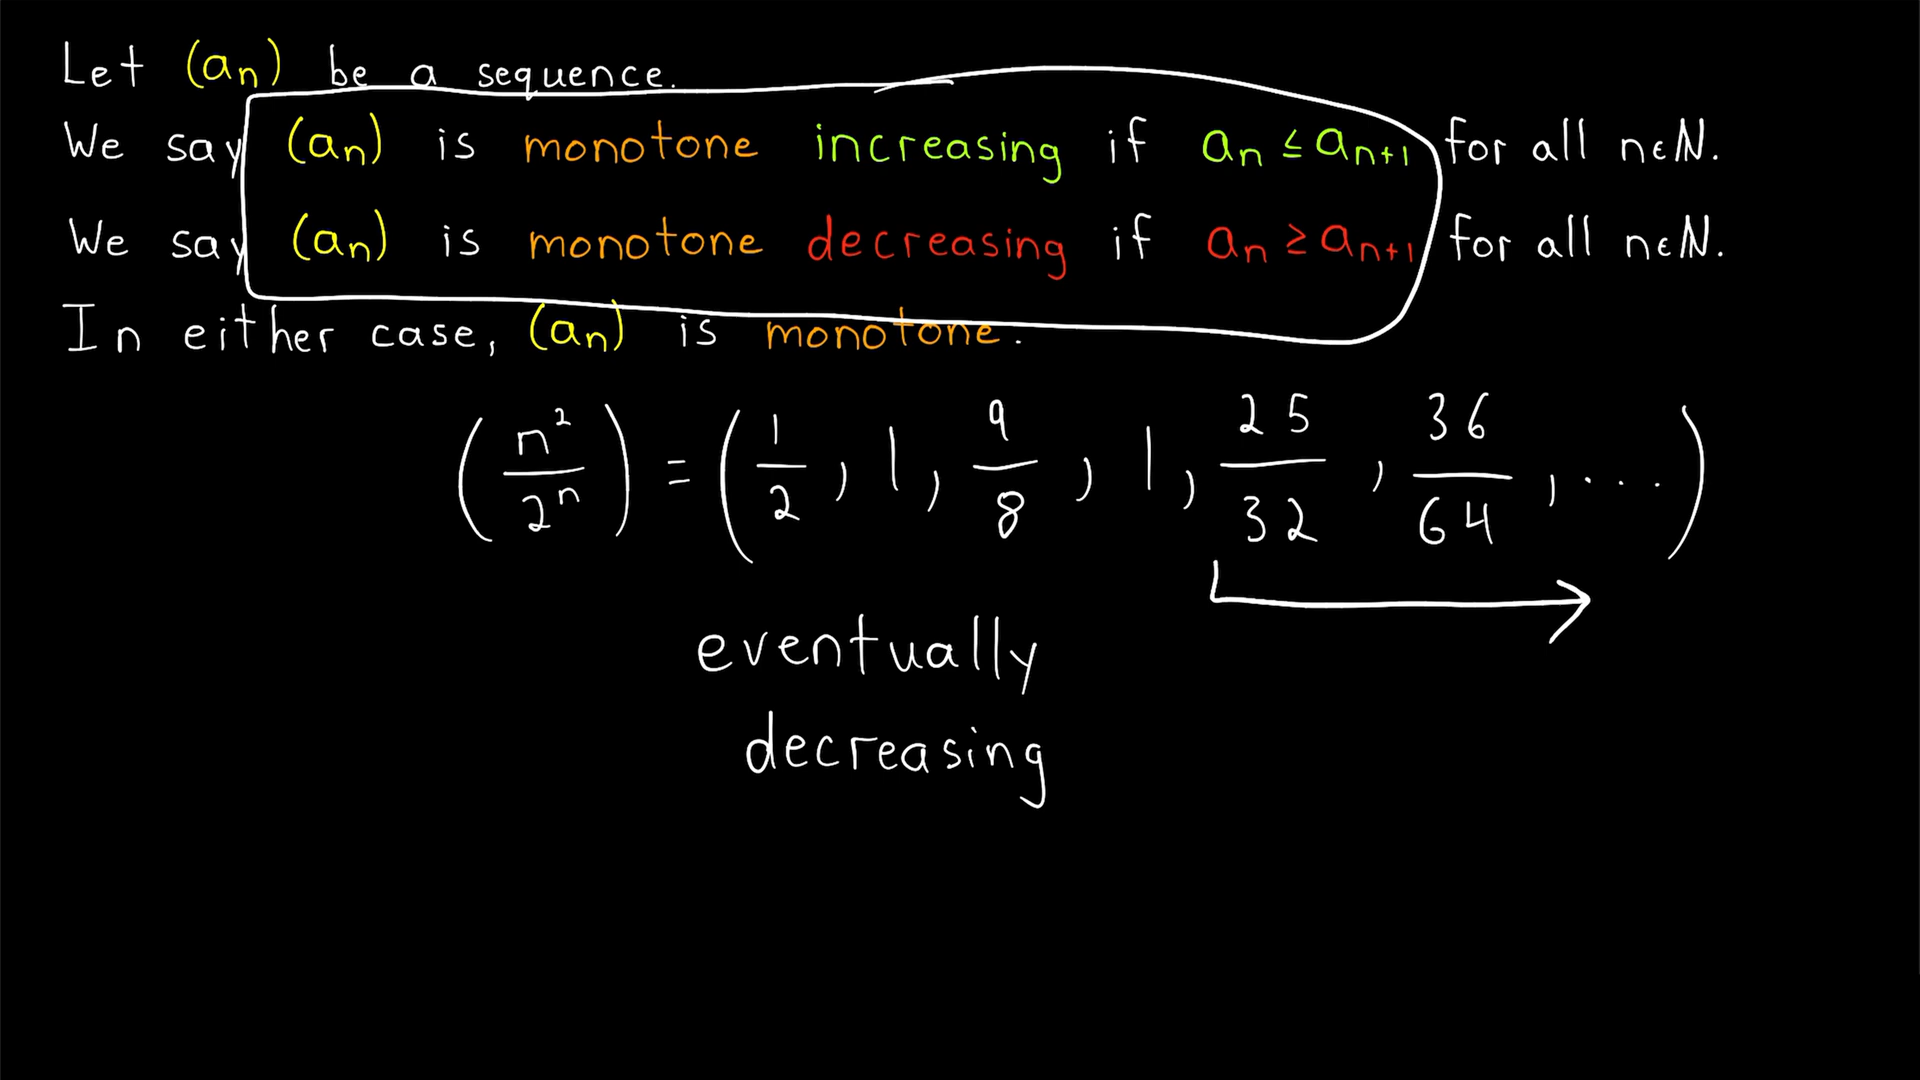 Let (aₙ) be a sequence.
We say (aₙ) is monotone increasing if aₙ ≤ aₙ₊₁ for all n∈ℕ.
We say (aₙ) is monotone decreasing if aₙ ≥ aₙ₊₁ for all n∈ℕ.
In either case, (aₙ) is monotone.
(n²/2ⁿ) = (1/2, 1, 9/8, 1, 25/32, 36/64, ...)
eventually
decreasing